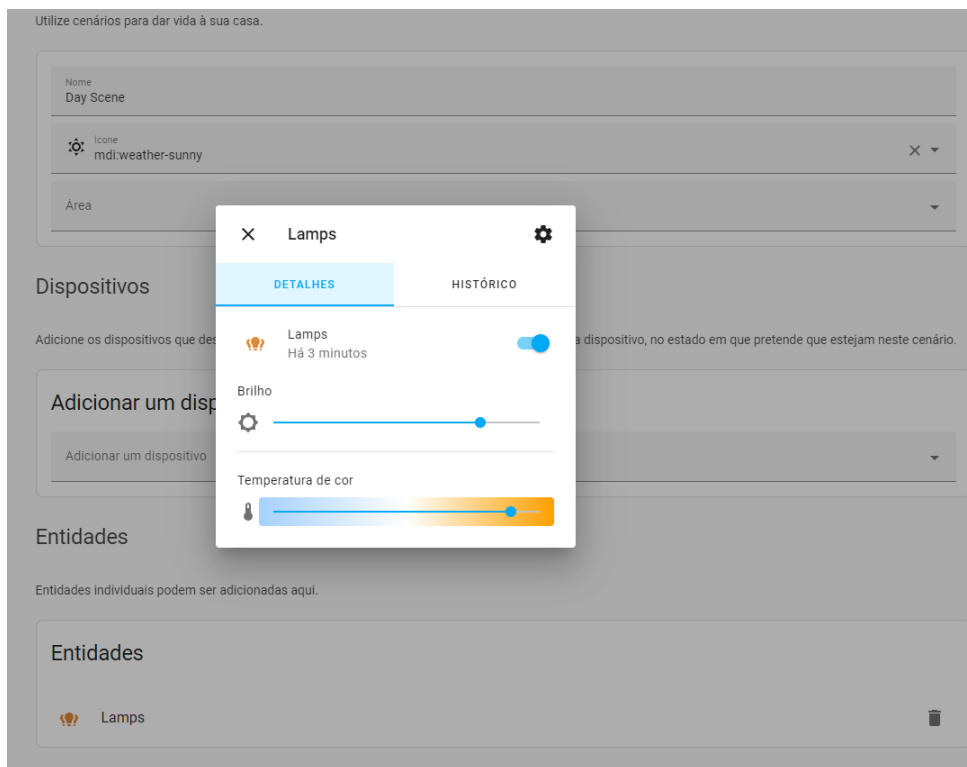 Utilize cenários para dar vida à sua casa.
Nome
Day Scene
Ícone
mdi:weather-sunny
Área
Lamps
DETALHES
HISTÓRICO
Dispositivos
Adicione os dispositivos que
dispositivo, no estado em que pretende que estejam neste cenário.
Lamps
Há 3 minutos
Brilho
Adicionar um
Adicionar um dispositivo
Temperatura de cor
Entidades
Entidades individuais podem ser adicionadas aqui.
Entidades
Lamps